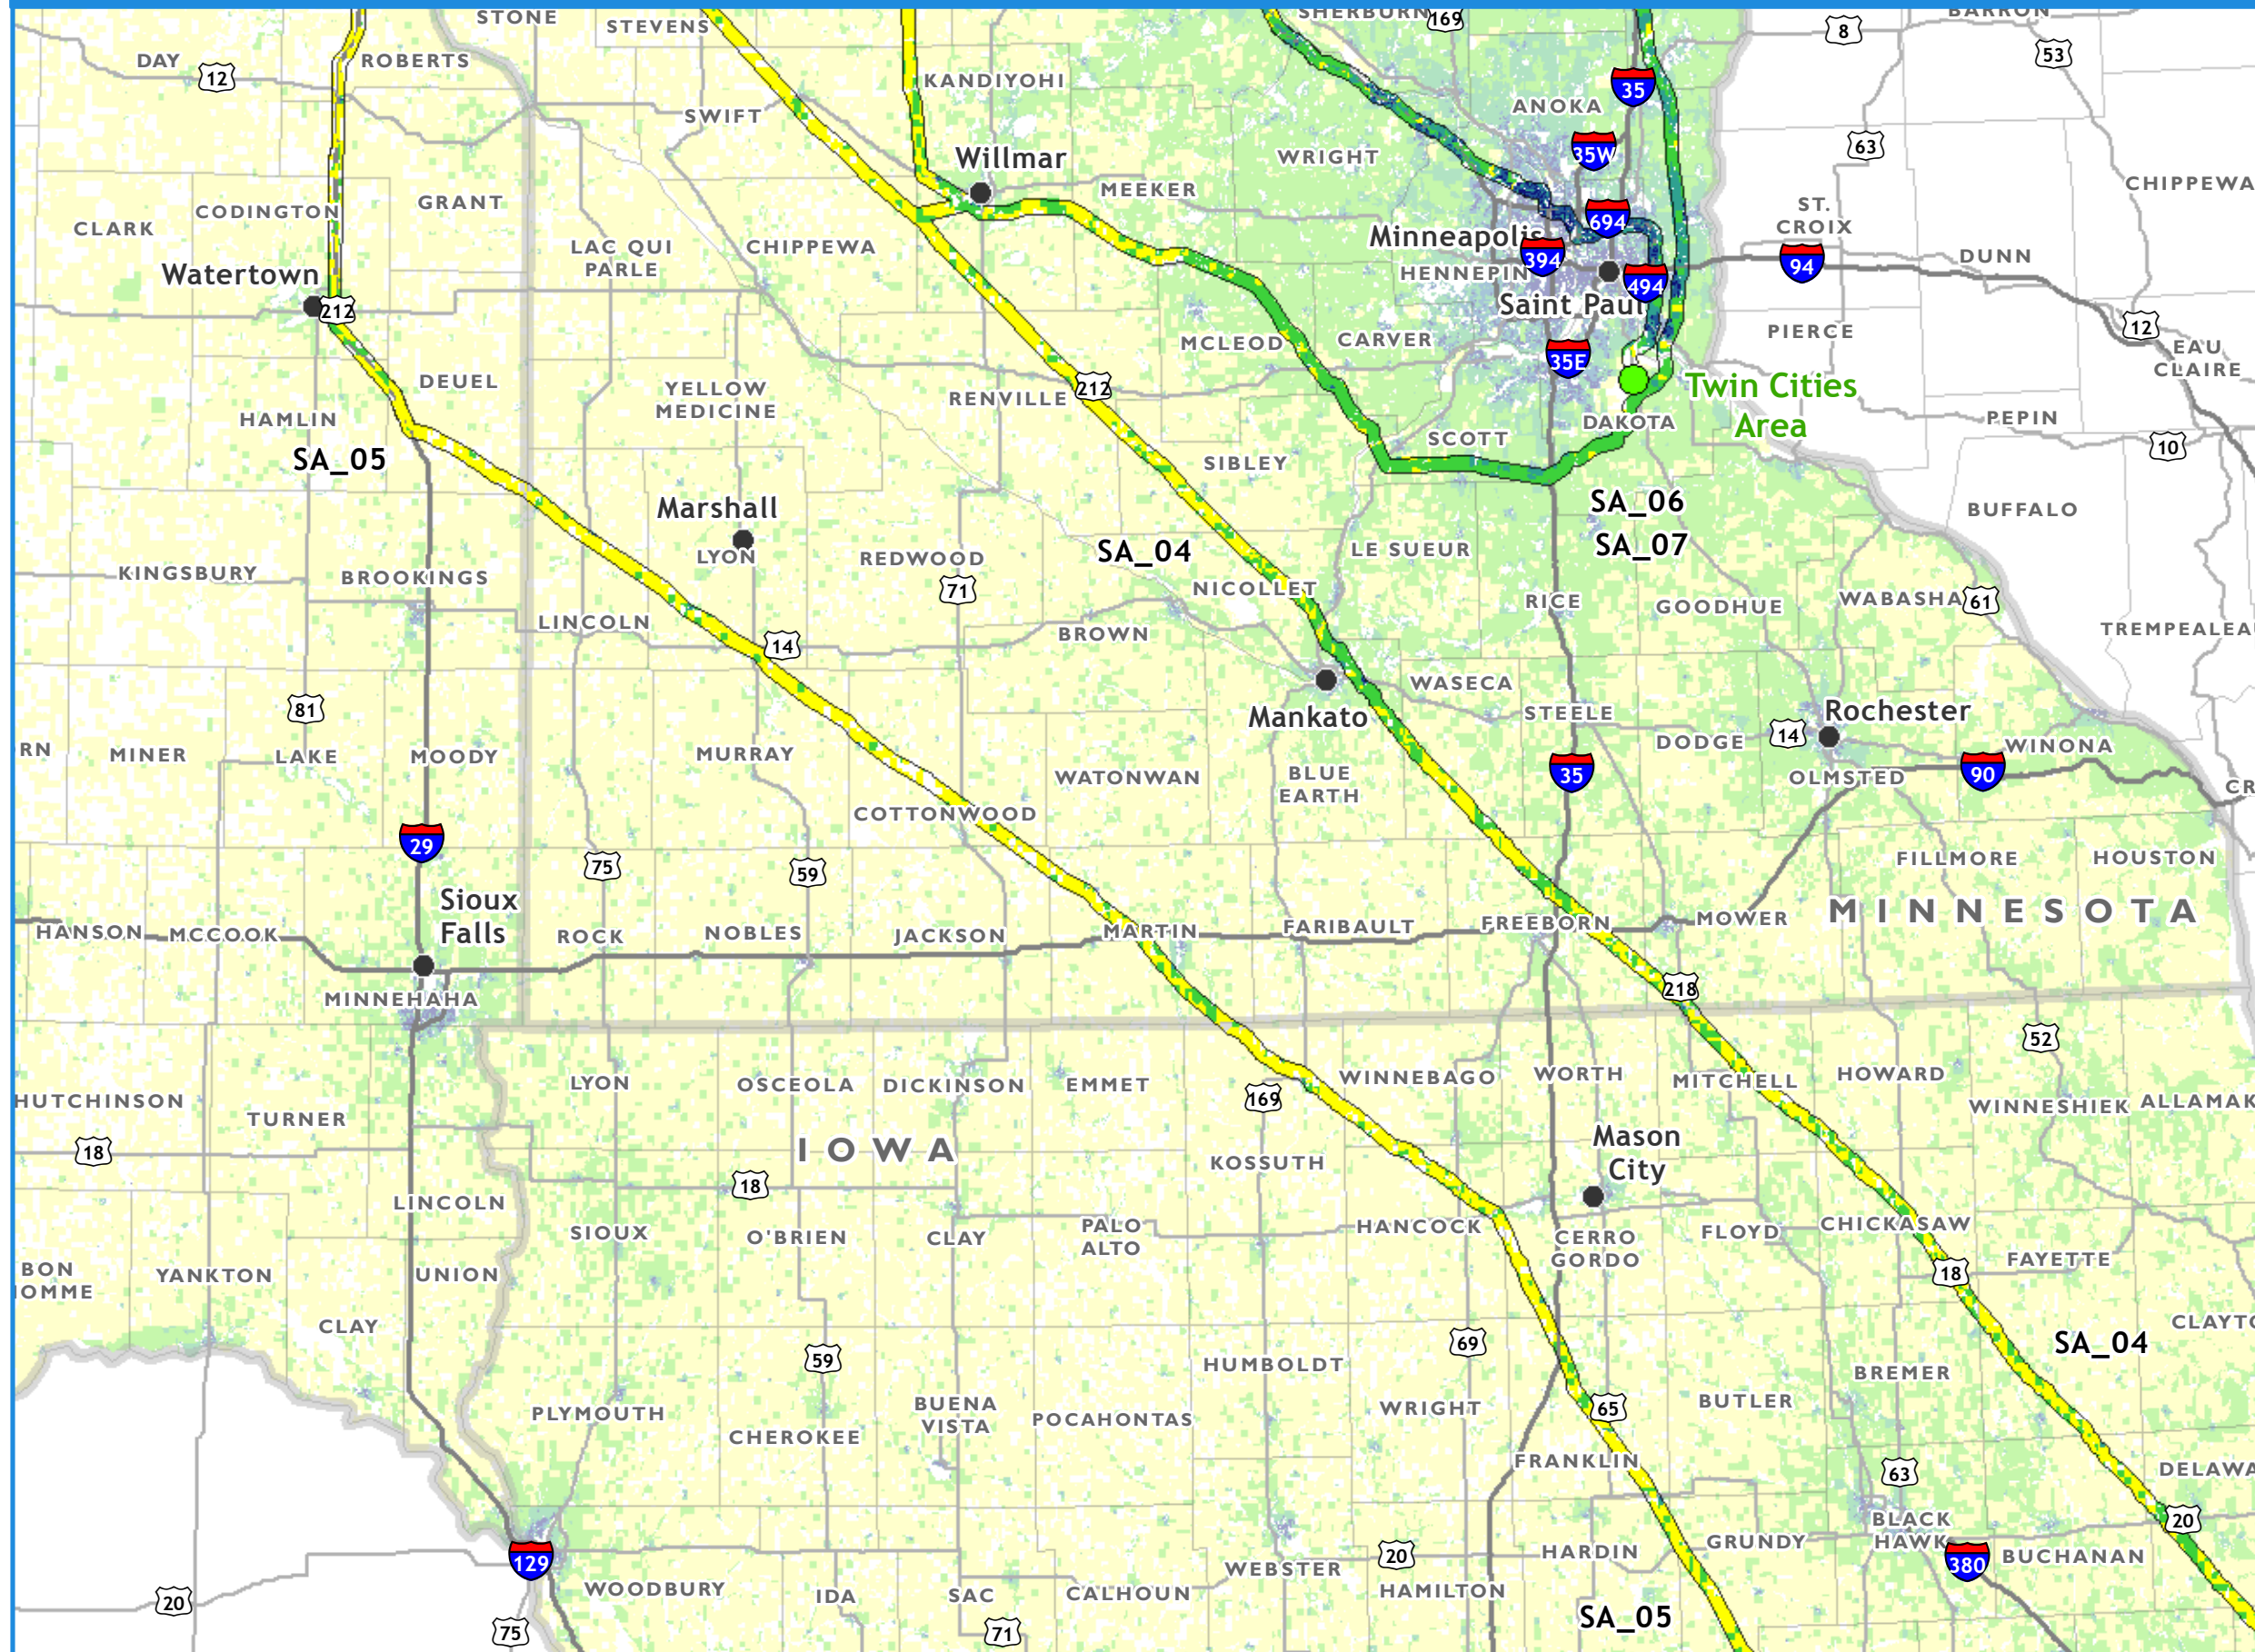 STONE
STEVENS
SHERBURN
169
8
BARRON
53
DAY
12
ROBERTS
KANDIYOHI
35
SWIFT
ANOKA
35W
63
Willmar
WRIGHT
MEEKER
CHIPPEWA
CODINGTON
GRANT
CLARK
ST.
CROIX
694
LAC QUI
PARLE
CHIPPEWA
Minneapolis
394
HENNEPIN
DUNN
94
Watertown
212
494
Saint Paul
12
PIERCE
MCLEOD
CARVER
35E
EAU
CLAIRE
DEUEL
YELLOW
MEDICINE
RENVILLE
212
Twin Cities
Area
HAMLIN
DAKOTA
PEPIN
10
SCOTT
SA_05
SIBLEY
SA_06
BUFFALO
Marshall
LYON
SA_04
SA_07
LE SUEUR
KINGSBURY
BROOKINGS
REDWOOD
71
NICOLLET
RICE
GOODHUE
WABASHA
61
LINCOLN
14
BROWN
TREMPEALEAU
WASECA
81
Mankato
STEELE
Rochester
14
DODGE
RN
MINER
LAKE
MOODY
MURRAY
WINONA
WATONWAN
BLUE
EARTH
35
OLMSTED
90
CR
COTTONWOOD
29
75
59
FILLMORE
HOUSTON
Sioux
Falls
MINNESOTA
HANSON
MCCOOK
ROCK
NOBLES
JACKSON
MARTIN
FARIBAULT
FREEBORN
MOWER
MINNEHAHA
218
52
LYON
OSCEOLA
DICKINSON
EMMET
WINNEBAGO
WORTH
MITCHELL
HOWARD
HUTCHINSON
TURNER
169
WINNESHIEK
ALLAMAK
18
IOWA
Mason
City
KOSSUTH
18
LINCOLN
SIOUX
O'BRIEN
CLAY
PALO
ALTO
HANCOCK
CERRO
GORDO
FLOYD
CHICKASAW
FAYETTE
BON
OMME
YANKTON
UNION
18
CLAY
59
69
CLAYTO
SA_04
HUMBOLDT
BREMER
PLYMOUTH
BUENA
VISTA
POCAHONTAS
WRIGHT
65
BUTLER
CHEROKEE
FRANKLIN
63
DELAWA
BLACK
HAWK
20
129
WEBSTER
20
HARDIN
GRUNDY
380
BUCHANAN
WOODBURY
IDA
SAC
CALHOUN
HAMILTON
20
SA_05
75
71